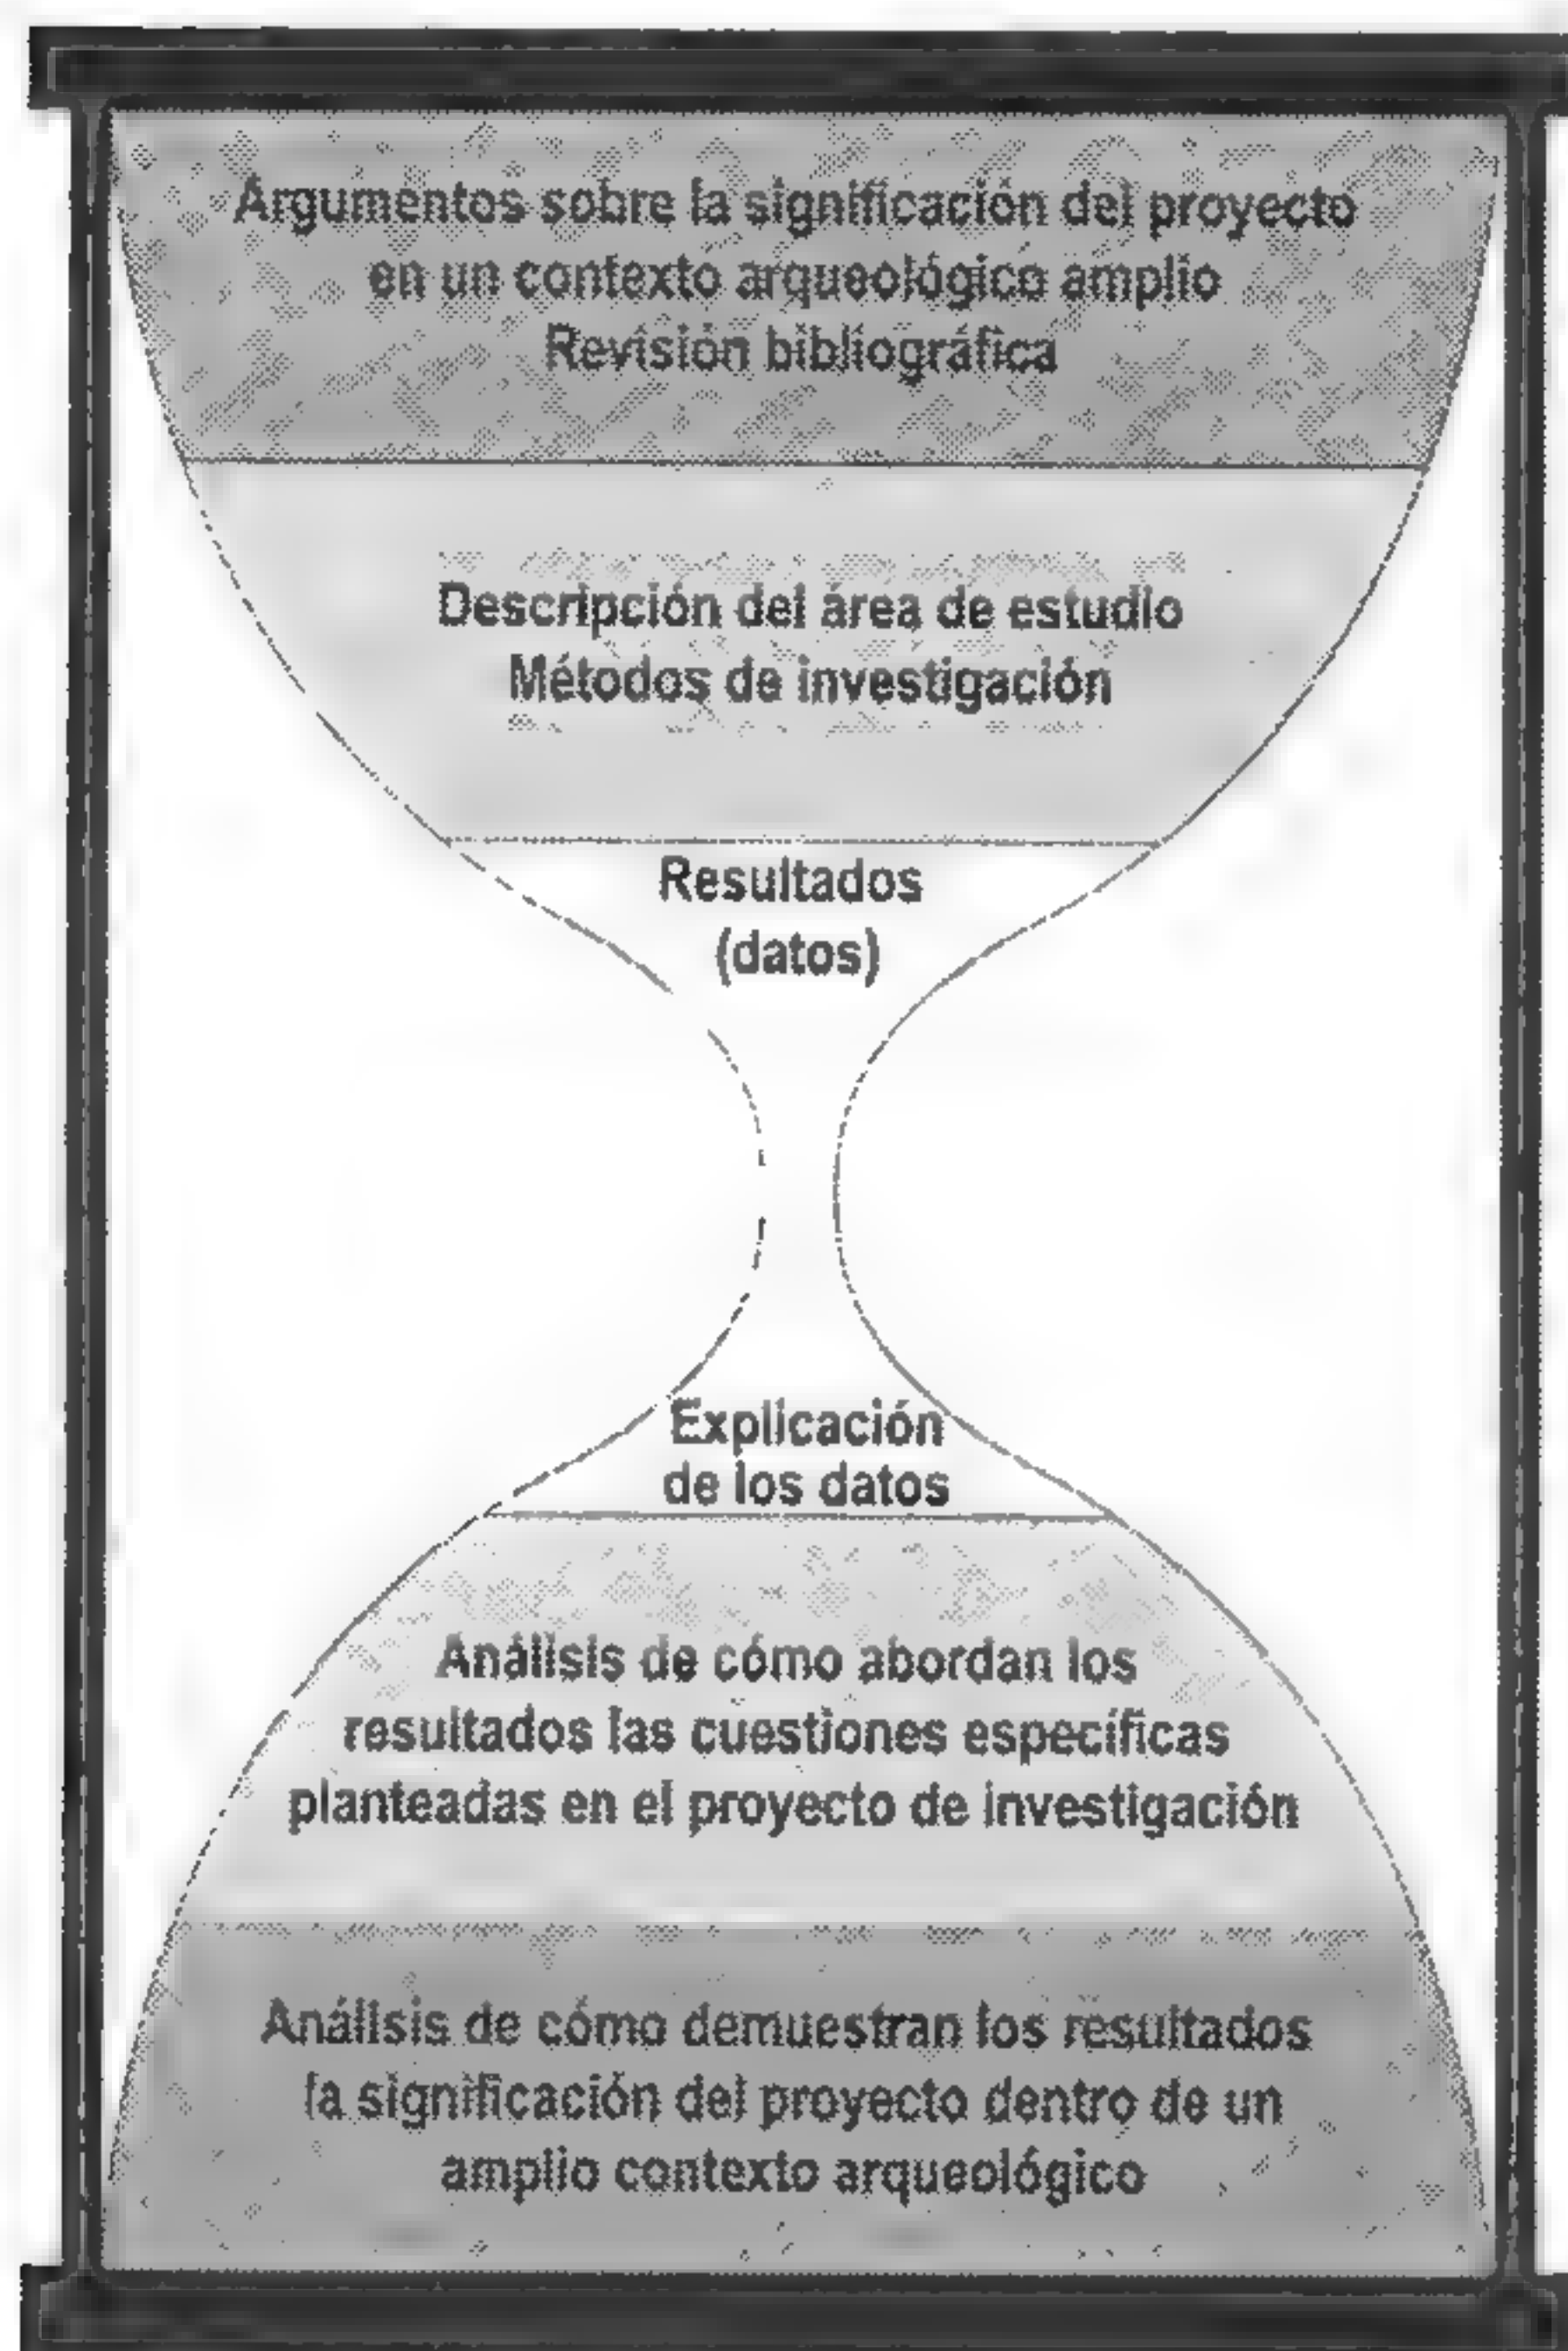 Argumentos sobre la significación del proyecto
en un contexto arqueológico amplio
Revisión bibliográfica
Descripción del área de estudio
Métodos de investigación
Resultados
(datos)
Explicación
de los datos
Análisis de cómo abordan los
resultados las cuestiones específicas
planteadas en el proyecto de investigación
Análisis de cómo demuestran los resultados
la significación del proyecto dentro de un
amplio contexto arqueológico